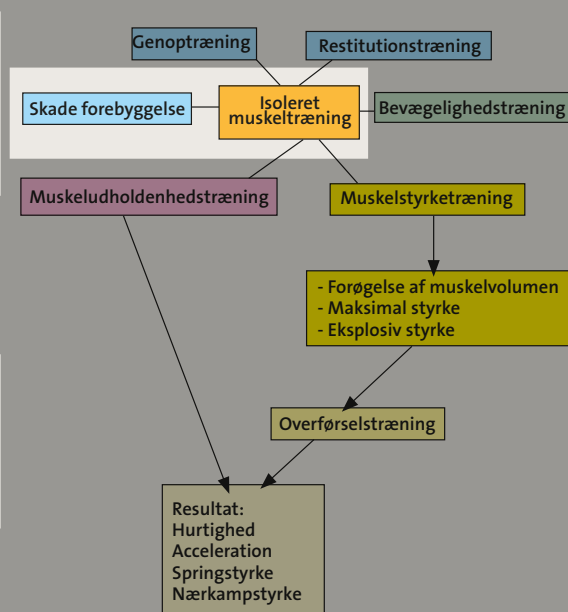 Genoptræning
Restitutionstræning
Skade forebyggelse
Isoleret
muskeltræning
Bevægelighedstræning
Muskeludholdenhedstræning
Muskelstyrketræning
- Forøgelse af muskelvolumen
- Maksimal styrke
- Eksplosiv styrke
Overførselstræning
Resultat:
Hurtighed
Acceleration
Springstyrke
Nærkampstyrke